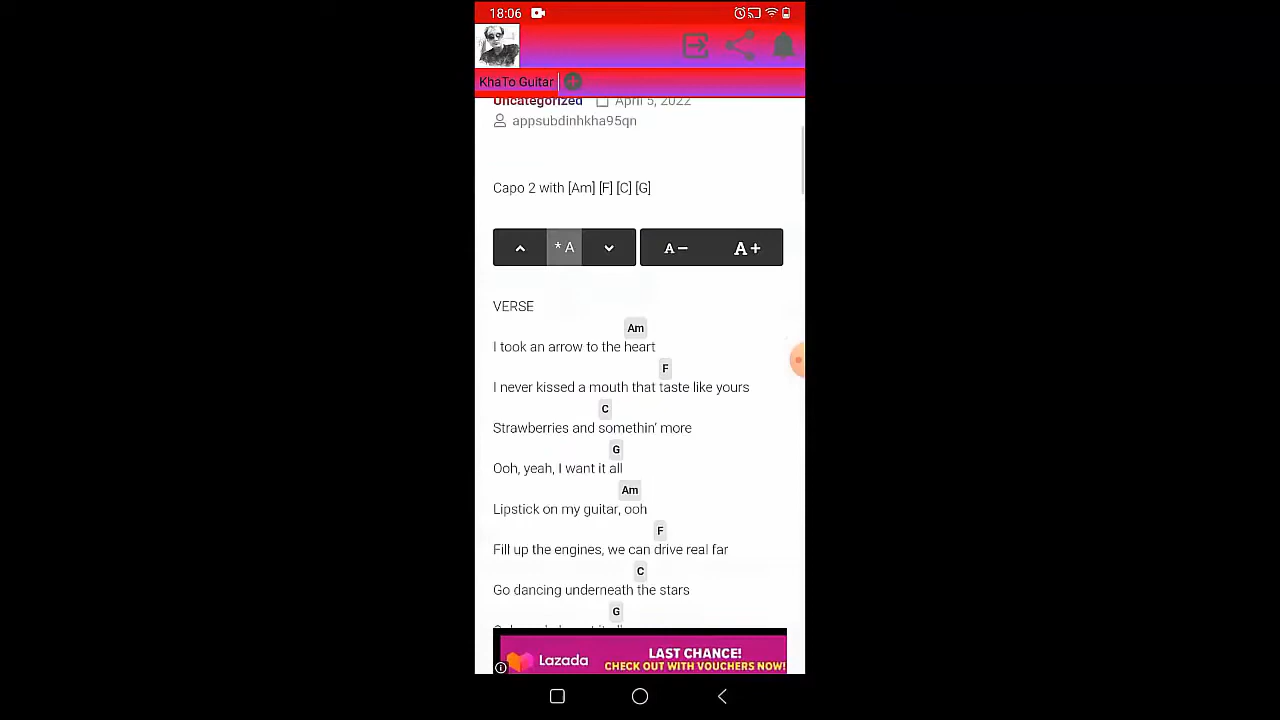 18:06
KhaTo Guitar
Uncategorized April 5, 2022
appsubdinhkha95qn
Capo 2 with [Am] [F] [C] [G]
* A A− A+
VERSE
Am
I took an arrow to the heart
F
I never kissed a mouth that taste like yours
C
Strawberries and somethin' more
G
Ooh, yeah, I want it all
Am
Lipstick on my guitar, ooh
F
Fill up the engines, we can drive real far
C
Go dancing underneath the stars
G
Lazada
LAST CHANCE!
CHECK OUT WITH VOUCHERS NOW!